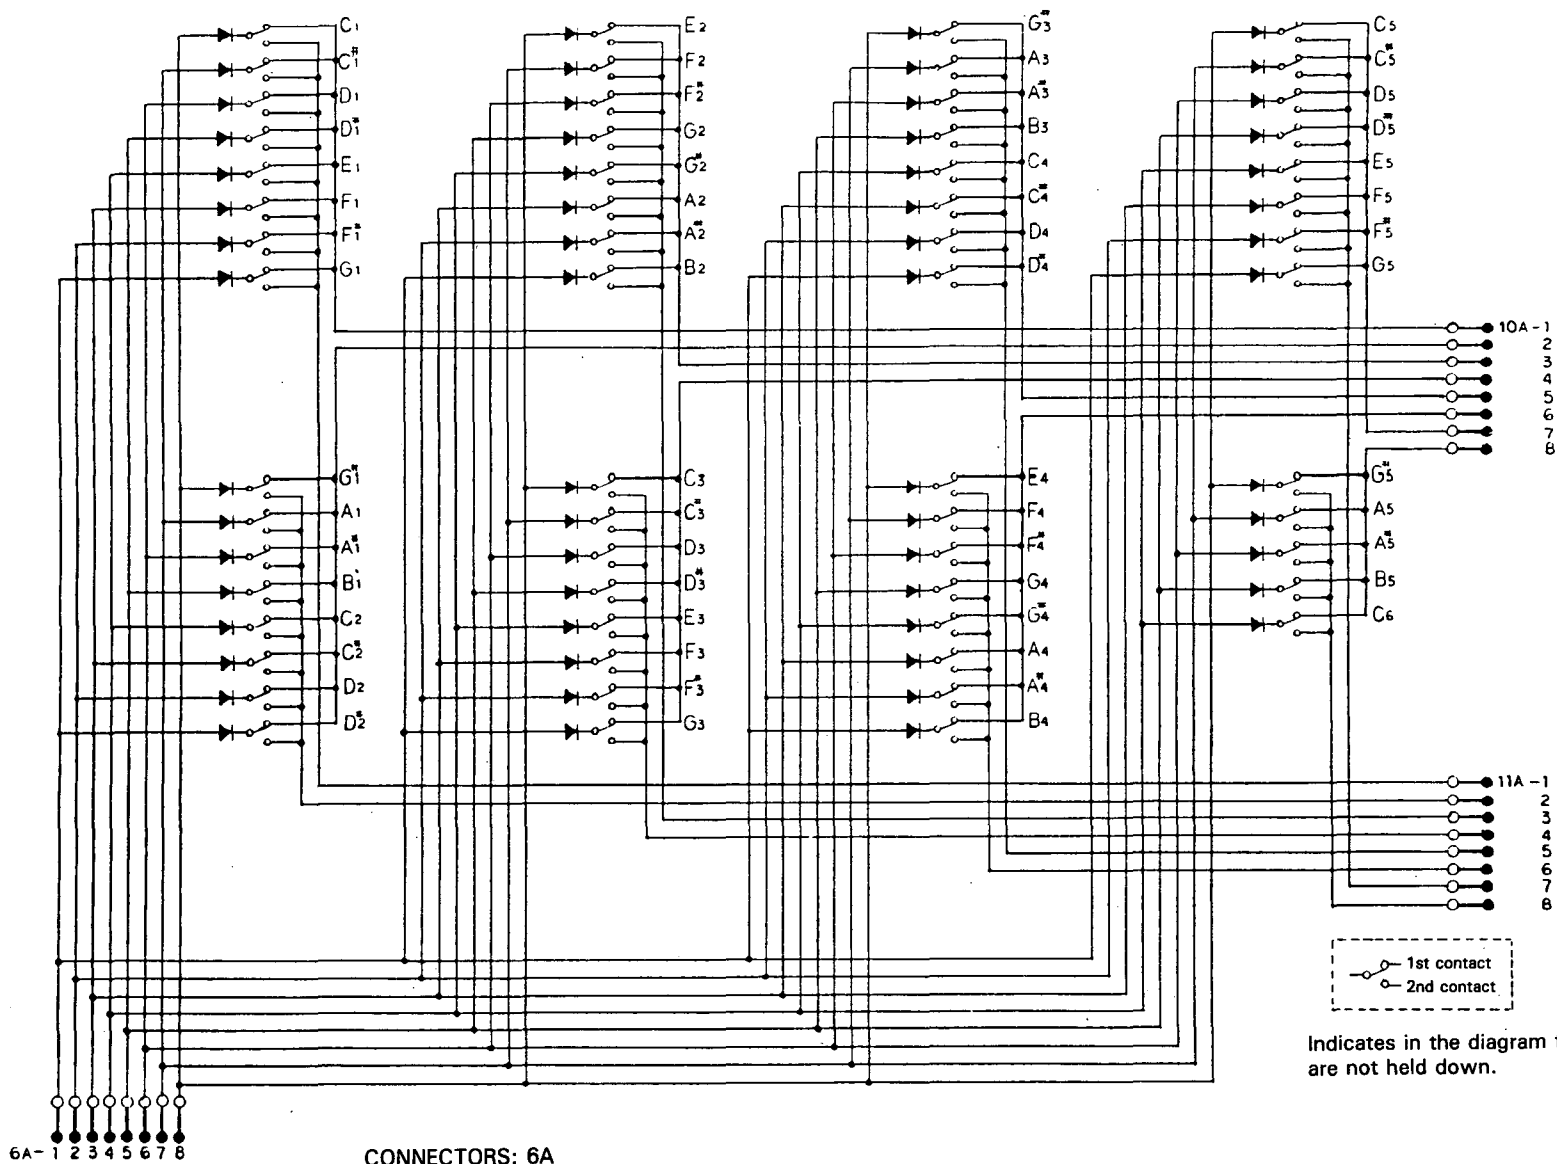 C1 E2 G#3 C5
C#1 F2 A3 C#5
D1 F#2 A#3 D5
D#1 G2 B3 D#5
E1 G#2 C4 E5
F1 A2 C#4 F5
F#1 A#2 D4 F#5
G1 B2 D#4 G5
10A-1
2
3
4
5
6
7
8
G#1 C3 E4 G#5
A1 C#3 F4 A5
A#1 D3 F#4 A#5
B1 D#3 G4 B5
C2 E3 G#4 C6
C#2 F3 A4
D2 F#3 A#4
D#2 G3 B4
11A-1
2
3
4
5
6
7
8
1st contact
2nd contact
Indicates in the diagram
are not held down.
6A- 1 2 3 4 5 6 7 8
CONNECTORS: 6A